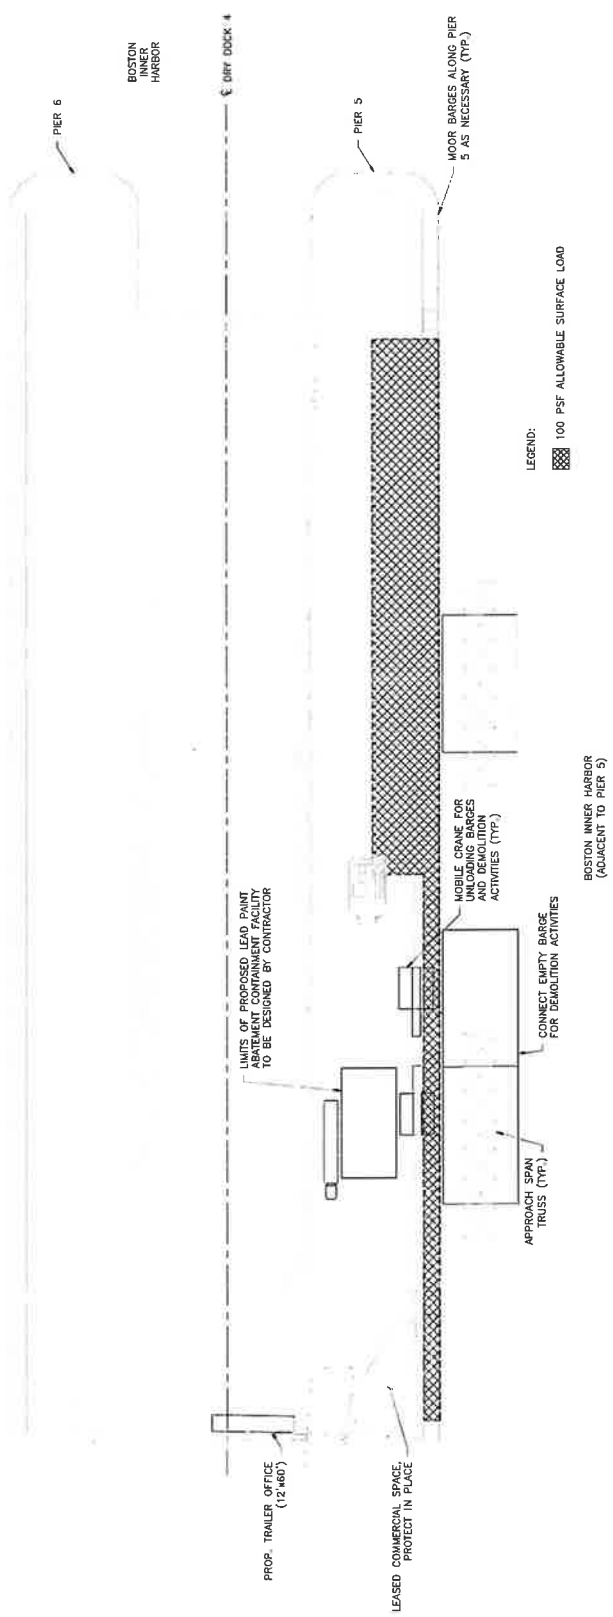 PIER 6
BOSTON
INNER
HARBOR
℄ DRY DOCK 4
PIER 5
MOOR BARGES ALONG PIER
5 AS NECESSARY (TYP.)
LEGEND:
100 PSF ALLOWABLE SURFACE LOAD
LIMITS OF PROPOSED LEAD PAINT
ABATEMENT CONTAINMENT FACILITY
TO BE DESIGNED BY CONTRACTOR
MOBILE CRANE FOR
UNLOADING BARGES
AND DEMOLITION
ACTIVITIES (TYP.)
BOSTON INNER HARBOR
(ADJACENT TO PIER 5)
CONNECT EMPTY BARGE
FOR DEMOLITION ACTIVITIES
APPROACH SPAN
TRUSS (TYP.)
PROP. TRAILER OFFICE
(12'x60')
LEASED COMMERCIAL SPACE,
PROTECT IN PLACE